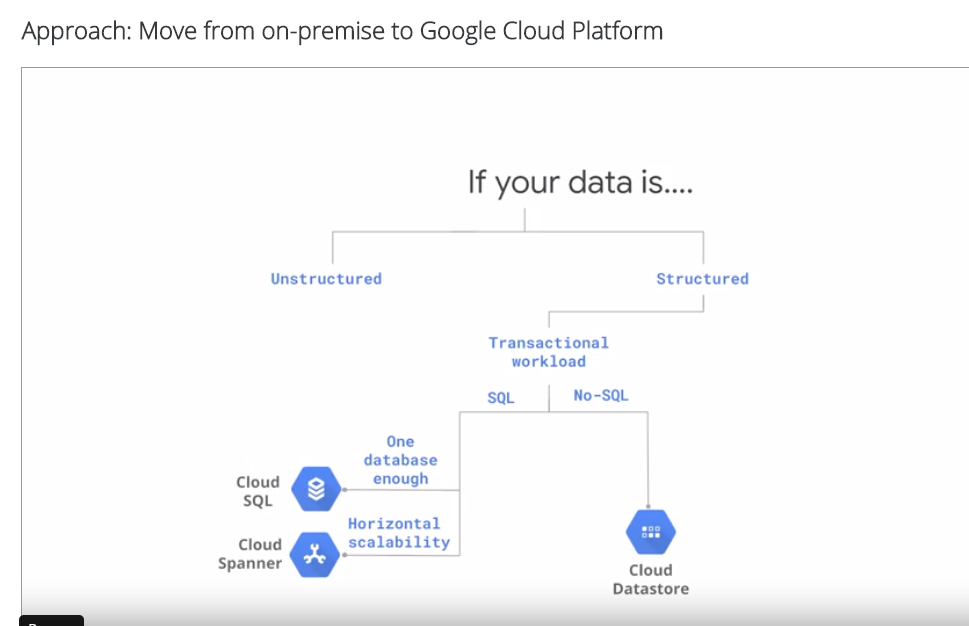 Approach: Move from on-premise to Google Cloud Platform
If your data is....
Unstructured
Structured
Transactional
workload
SQL
No-SQL
One
database
enough
Cloud
SQL
Horizontal
scalability
Cloud
Spanner
Cloud
Datastore